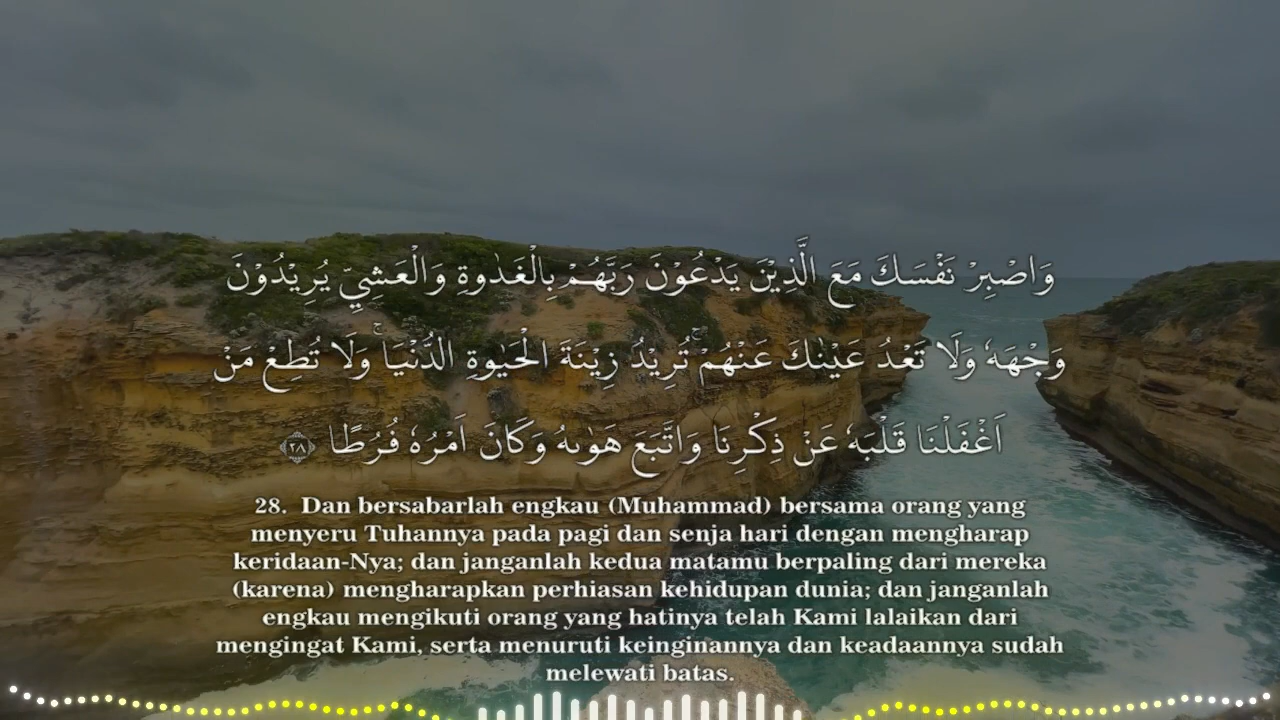 وَاصْبِرْ نَفْسَكَ مَعَ الَّذِيْنَ يَدْعُوْنَ رَبَّهُمْ بِالْغَدٰوةِ وَالْعَشِيِّ يُرِيْدُوْنَ
وَجْهَهٗ وَلَا تَعْدُ عَيْنٰكَ عَنْهُمْۚ تُرِيْدُ زِيْنَةَ الْحَيٰوةِ الدُّنْيَاۚ وَلَا تُطِعْ مَنْ
اَغْفَلْنَا قَلْبَهٗ عَنْ ذِكْرِنَا وَاتَّبَعَ هَوٰىهُ وَكَانَ اَمْرُهٗ فُرُطًا ٢٨
28. Dan bersabarlah engkau (Muhammad) bersama orang yang
menyeru Tuhannya pada pagi dan senja hari dengan mengharap
keridaan-Nya; dan janganlah kedua matamu berpaling dari mereka
(karena) mengharapkan perhiasan kehidupan dunia; dan janganlah
engkau mengikuti orang yang hatinya telah Kami lalaikan dari
mengingat Kami, serta menuruti keinginannya dan keadaannya sudah
melewati batas.